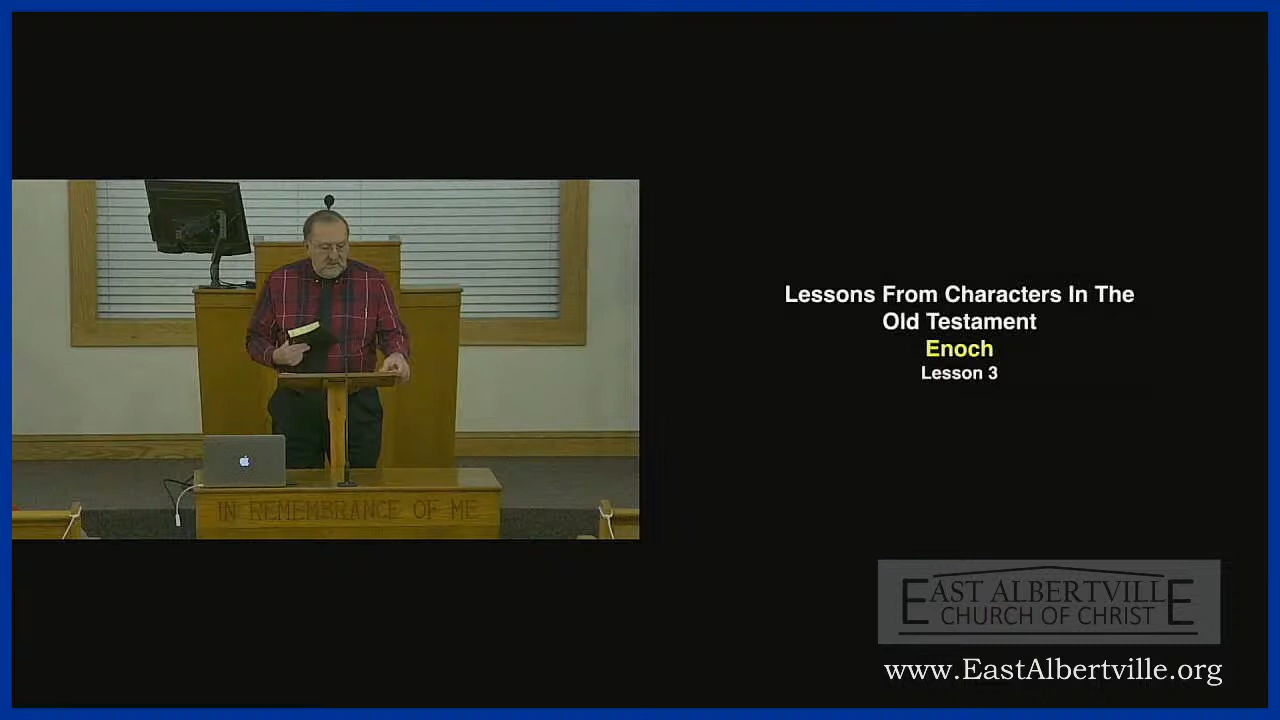 IN REMEMBRANCE OF ME
Lessons From Characters In The
Old Testament
Enoch
Lesson 3
EAST ALBERTVILLE
CHURCH OF CHRIST
www.EastAlbertville.org